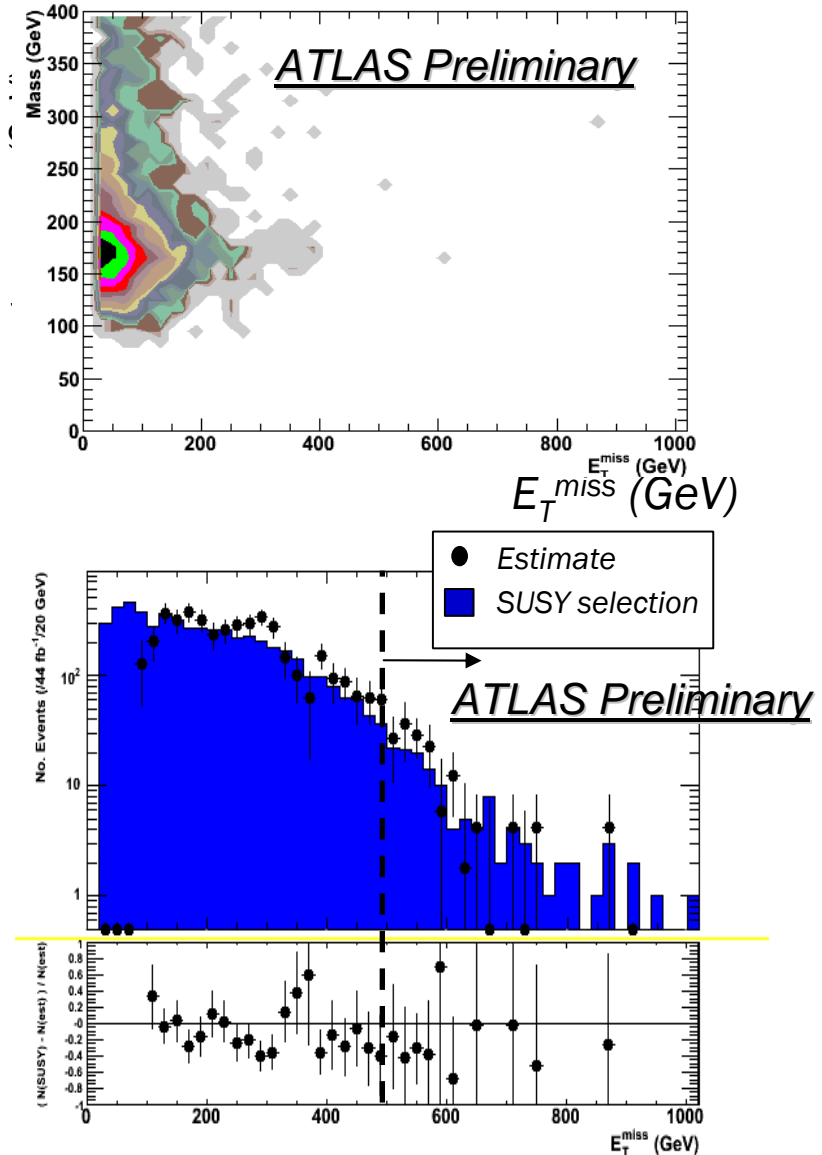 400
350
300
250
200
150
100
50
0
Mass (GeV)
ATLAS Preliminary
0 200 400 600 800 1000
E_T^miss (GeV)
E_T^miss (GeV)
Estimate
SUSY selection
ATLAS Preliminary
No. Events (/44 fb⁻¹/20 GeV)
10²
10
1
( N(SUSY) - N(est) ) / N(est)
1
0.8
0.6
0.4
0.2
-0
-0.2
-0.4
-0.6
-0.8
-1
0 200 400 600 800 1000
E_T^miss (GeV)